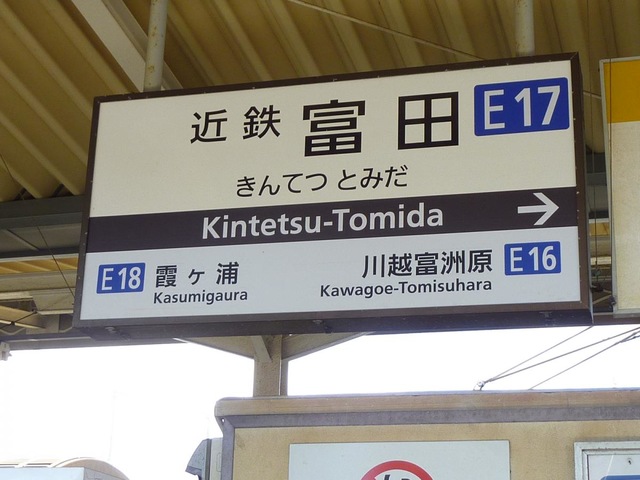 近鉄 富田 E17
きんてつ とみだ
Kintetsu-Tomida →
E18 霞ヶ浦 川越富洲原 E16
Kasumigaura Kawagoe-Tomisuhara